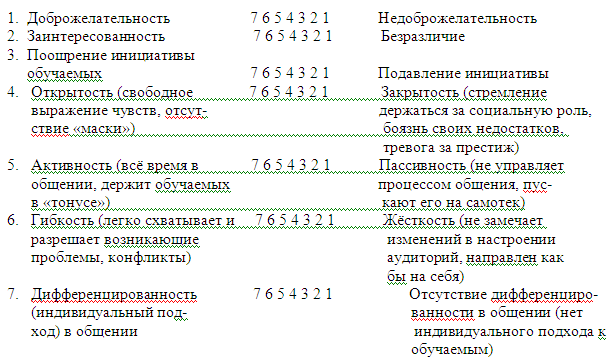 1. Доброжелательность 7 6 5 4 3 2 1 Недоброжелательность
2. Заинтересованность 7 6 5 4 3 2 1 Безразличие
3. Поощрение инициативы
обучаемых 7 6 5 4 3 2 1 Подавление инициативы
4. Открытость (свободное 7 6 5 4 3 2 1 Закрытость (стремление
выражение чувств, отсут- держаться за социальную роль,
ствие «маски») боязнь своих недостатков,
тревога за престиж)
5. Активность (всё время в 7 6 5 4 3 2 1 Пассивность (не управляет
общении, держит обучаемых процессом общения, пус-
в «тонусе») кают его на самотек)
6. Гибкость (легко схватывает и 7 6 5 4 3 2 1 Жёсткость (не замечает
разрешает возникающие изменений в настроении
проблемы, конфликты) аудиторий, направлен как
бы на себя)
7. Дифференцированность 7 6 5 4 3 2 1 Отсутствие дифференциро-
(индивидуальный под- ванности в общении (нет
ход) в общении индивидуального подхода к
обучаемым)